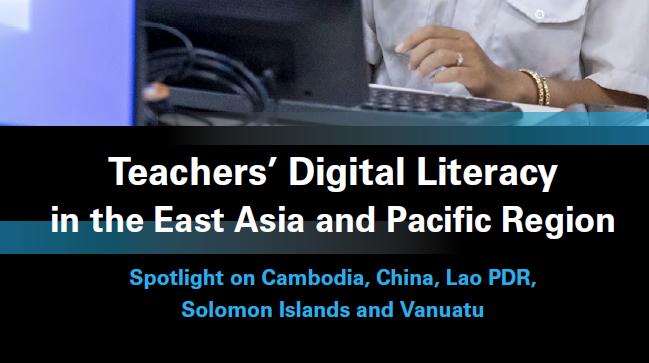 Teachers’ Digital Literacy
in the East Asia and Pacific Region
Spotlight on Cambodia, China, Lao PDR,
Solomon Islands and Vanuatu